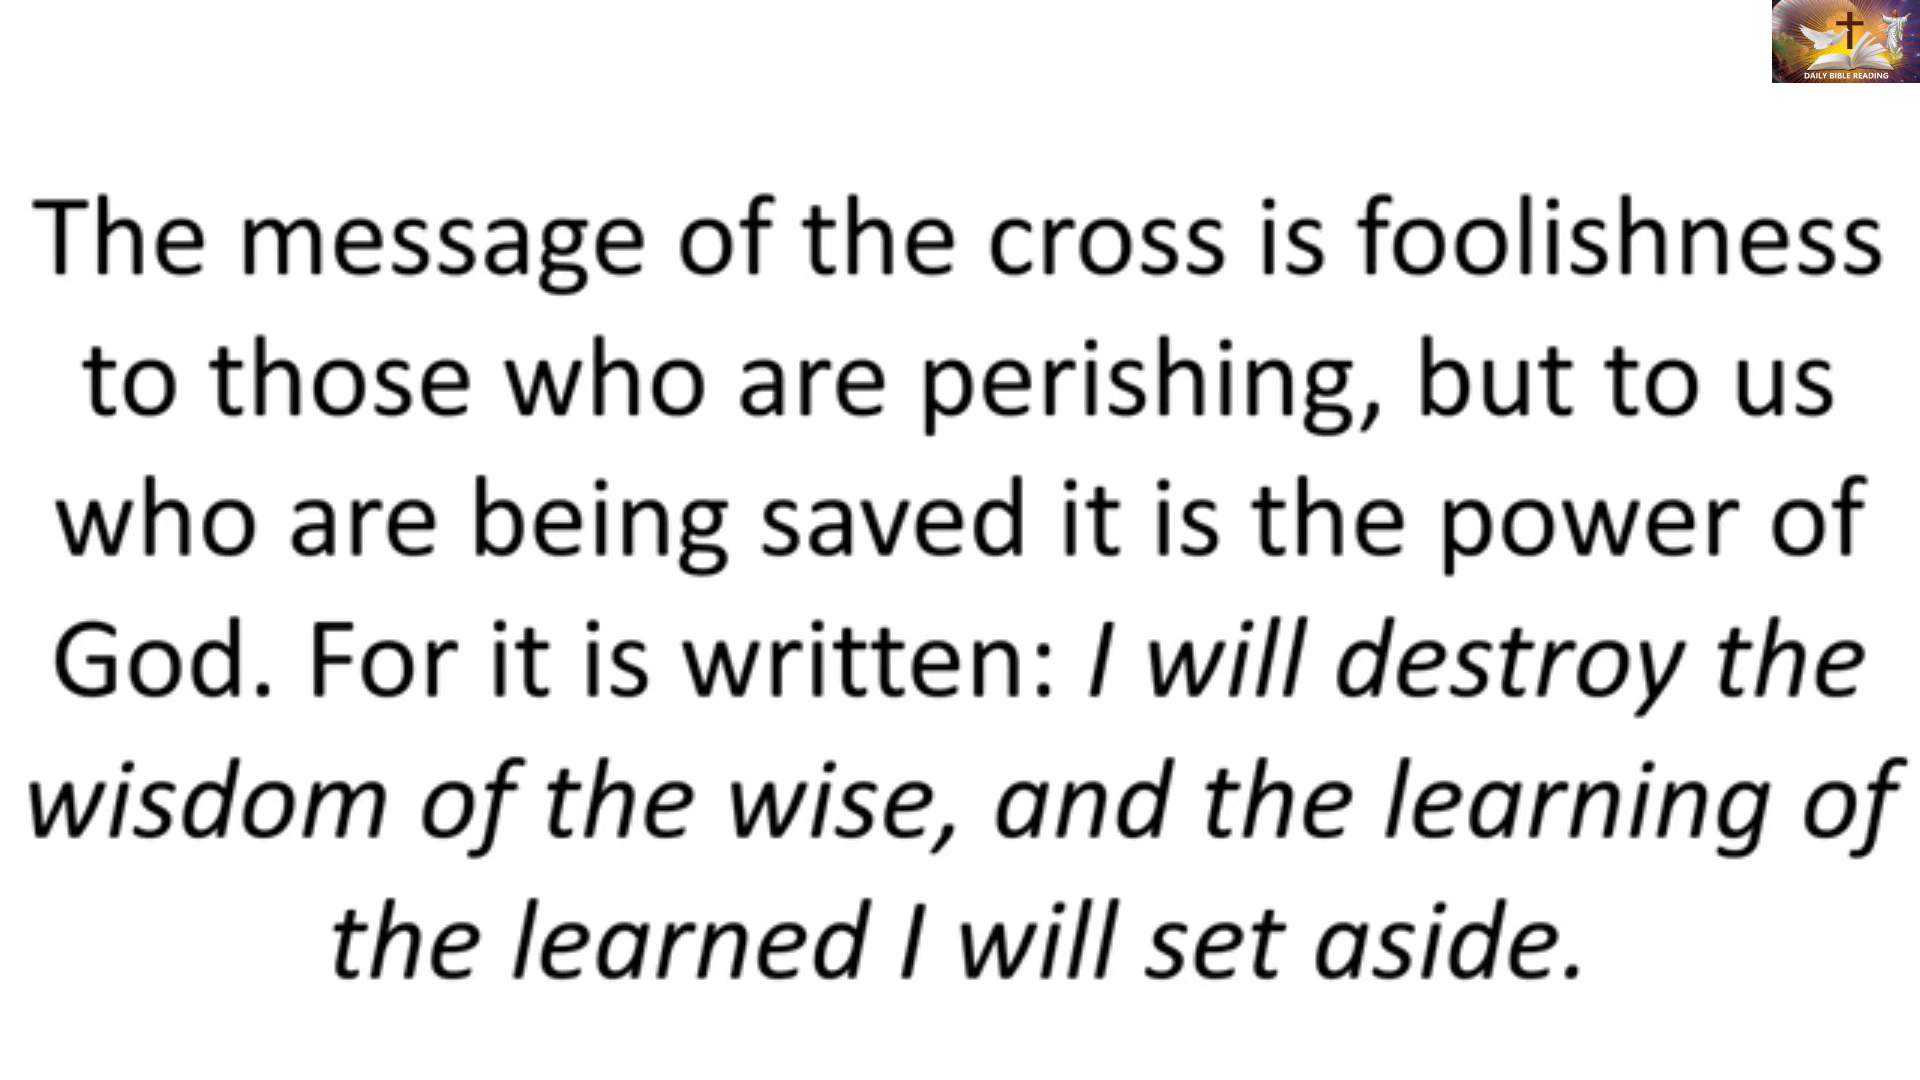 DAILY BIBLE READING
The message of the cross is foolishness
to those who are perishing, but to us
who are being saved it is the power of
God. For it is written: I will destroy the
wisdom of the wise, and the learning of
the learned I will set aside.